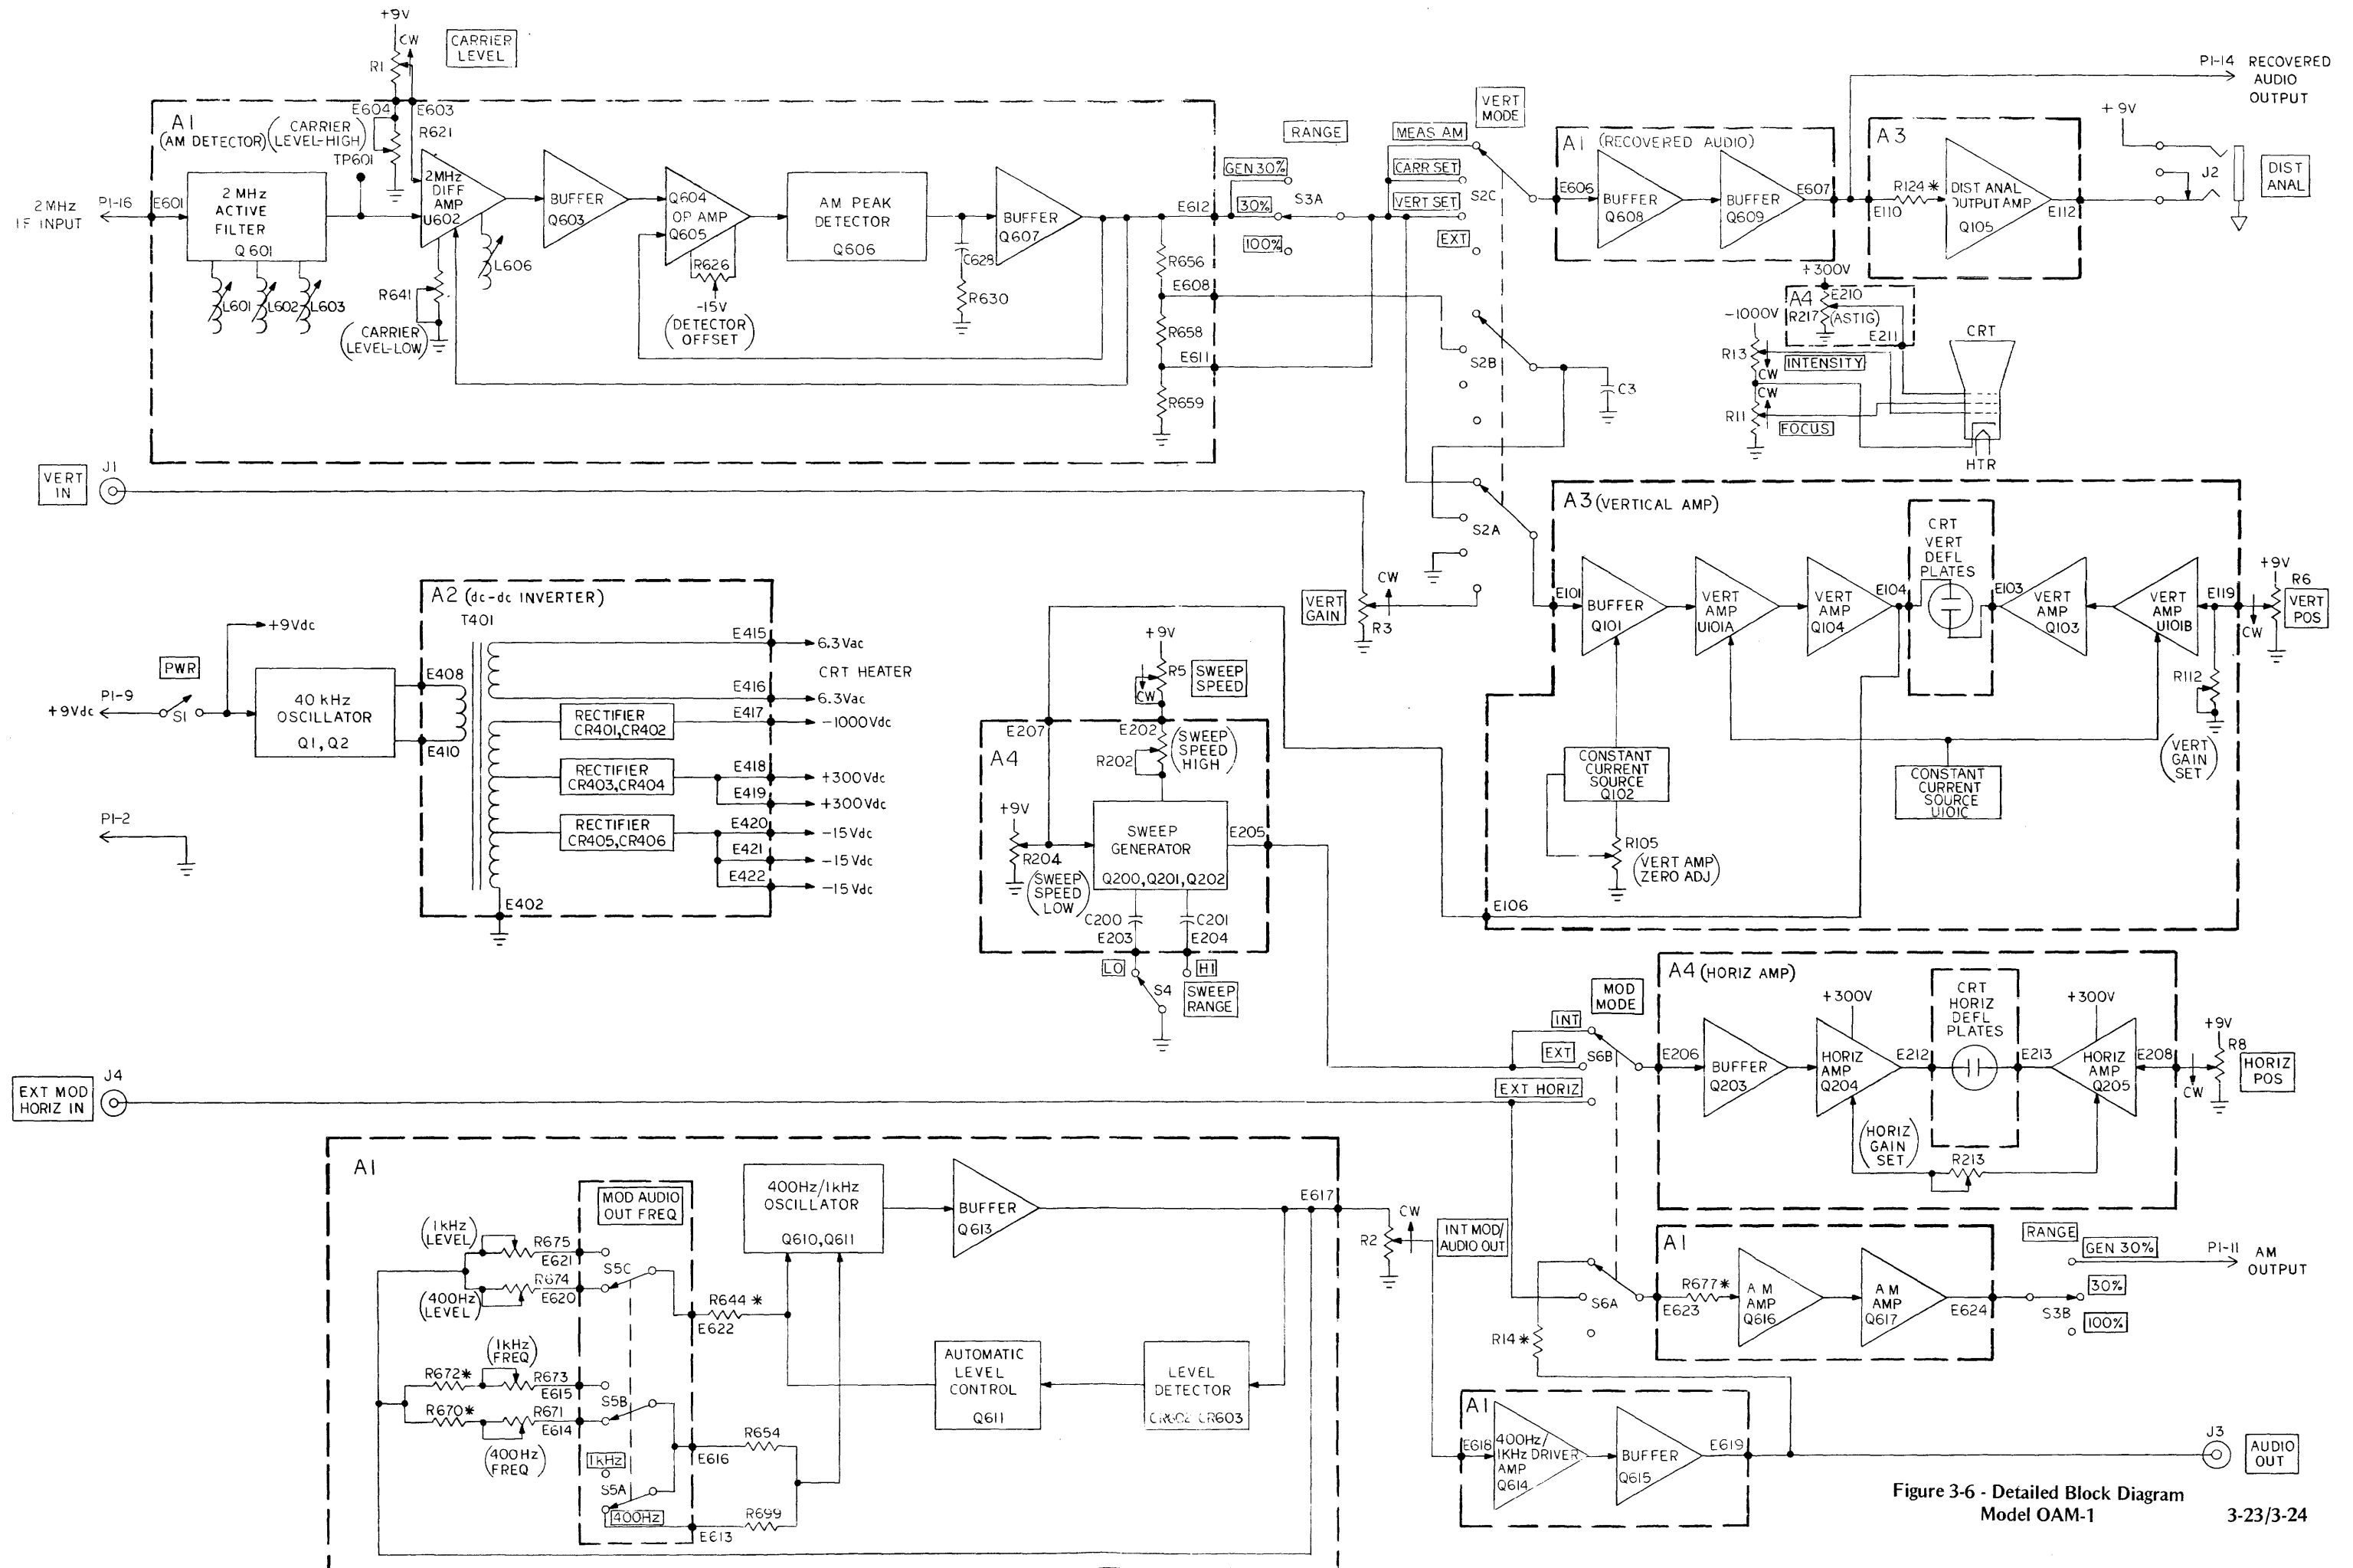 +9V
CW
R1
CARRIER
LEVEL
E604
E603
A1
(AM DETECTOR)
(CARRIER
LEVEL-HIGH)
R621
TP601
2MHz
IF INPUT
P1-16
E601
2 MHz
ACTIVE
FILTER
Q601
L601
L602
L603
2MHz
DIFF
AMP
U602
R641
(CARRIER
LEVEL-LOW)
L606
BUFFER
Q603
Q604
OP AMP
Q605
R626
-15V
(DETECTOR
OFFSET)
AM PEAK
DETECTOR
Q606
C628
R630
BUFFER
Q607
E612
R656
E608
R658
E611
R659
RANGE
GEN 30%
30%
100%
S3A
VERT
MODE
MEAS AM
CARR SET
VERT SET
EXT
S2C
S2B
S2A
C3
A1 (RECOVERED AUDIO)
E606
BUFFER
Q608
BUFFER
Q609
E607
P1-14 RECOVERED
AUDIO
OUTPUT
A3
R124*
E110
DIST ANAL
OUTPUT AMP
Q105
E112
+9V
J2
DIST
ANAL
+300V
A4
E210
R217
(ASTIG)
E211
-1000V
R13
CW
INTENSITY
CW
R11
FOCUS
CRT
HTR
VERT
IN
J1
VERT
GAIN
CW
R3
A3 (VERTICAL AMP)
E101
BUFFER
Q101
VERT
AMP
U101A
VERT
AMP
Q104
E104
CRT
VERT
DEFL
PLATES
E103
VERT
AMP
Q103
VERT
AMP
U101B
E119
+9V
R6
VERT
POS
CW
R112
(VERT
GAIN
SET)
CONSTANT
CURRENT
SOURCE
Q102
R105
(VERT AMP
ZERO ADJ)
CONSTANT
CURRENT
SOURCE
U101C
E106
+9Vdc
PWR
P1-9
+9Vdc
S1
40 kHz
OSCILLATOR
Q1, Q2
P1-2
A2 (dc-dc INVERTER)
T401
E408
E410
E415
6.3Vac
CRT HEATER
E416
6.3Vac
E417
-1000Vdc
RECTIFIER
CR401,CR402
E418
+300Vdc
RECTIFIER
CR403,CR404
E419
+300Vdc
E420
-15Vdc
RECTIFIER
CR405,CR406
E421
-15Vdc
E422
-15Vdc
E402
+9V
R5
CW
SWEEP
SPEED
E207
E202
A4
R202
(SWEEP
SPEED
HIGH)
+9V
R204
(SWEEP
SPEED
LOW)
SWEEP
GENERATOR
Q200,Q201,Q202
E205
C200
C201
E203
E204
LO
HI
S4
SWEEP
RANGE
MOD
MODE
INT
EXT
EXT HORIZ
S6B
A4 (HORIZ AMP)
E206
BUFFER
Q203
+300V
HORIZ
AMP
Q204
E212
CRT
HORIZ
DEFL
PLATES
E213
+300V
HORIZ
AMP
Q205
E208
+9V
R8
CW
HORIZ
POS
(HORIZ
GAIN
SET)
R213
EXT MOD
HORIZ IN
J4
A1
(1kHz
LEVEL)
R675
E621
R674
E620
(400Hz
LEVEL)
(1kHz
FREQ)
R672*
R673
E615
R670*
R671
E614
(400Hz
FREQ)
MOD AUDIO
OUT FREQ
S5C
S5B
1kHz
S5A
400Hz
E622
R644*
E616
R654
E613
R699
400Hz/1kHz
OSCILLATOR
Q610,Q611
BUFFER
Q613
AUTOMATIC
LEVEL
CONTROL
Q611
LEVEL
DETECTOR
CR602 CR603
E617
CW
R2
INT MOD/
AUDIO OUT
S6A
R14*
A1
R677*
E623
AM
AMP
Q616
AM
AMP
Q617
E624
RANGE
GEN 30%
30%
S3B
100%
P1-11 AM
OUTPUT
A1
E618
400Hz/
1KHz DRIVER
AMP
Q614
BUFFER
Q615
E619
J3
AUDIO
OUT
Figure 3-6 - Detailed Block Diagram
Model OAM-1
3-23/3-24